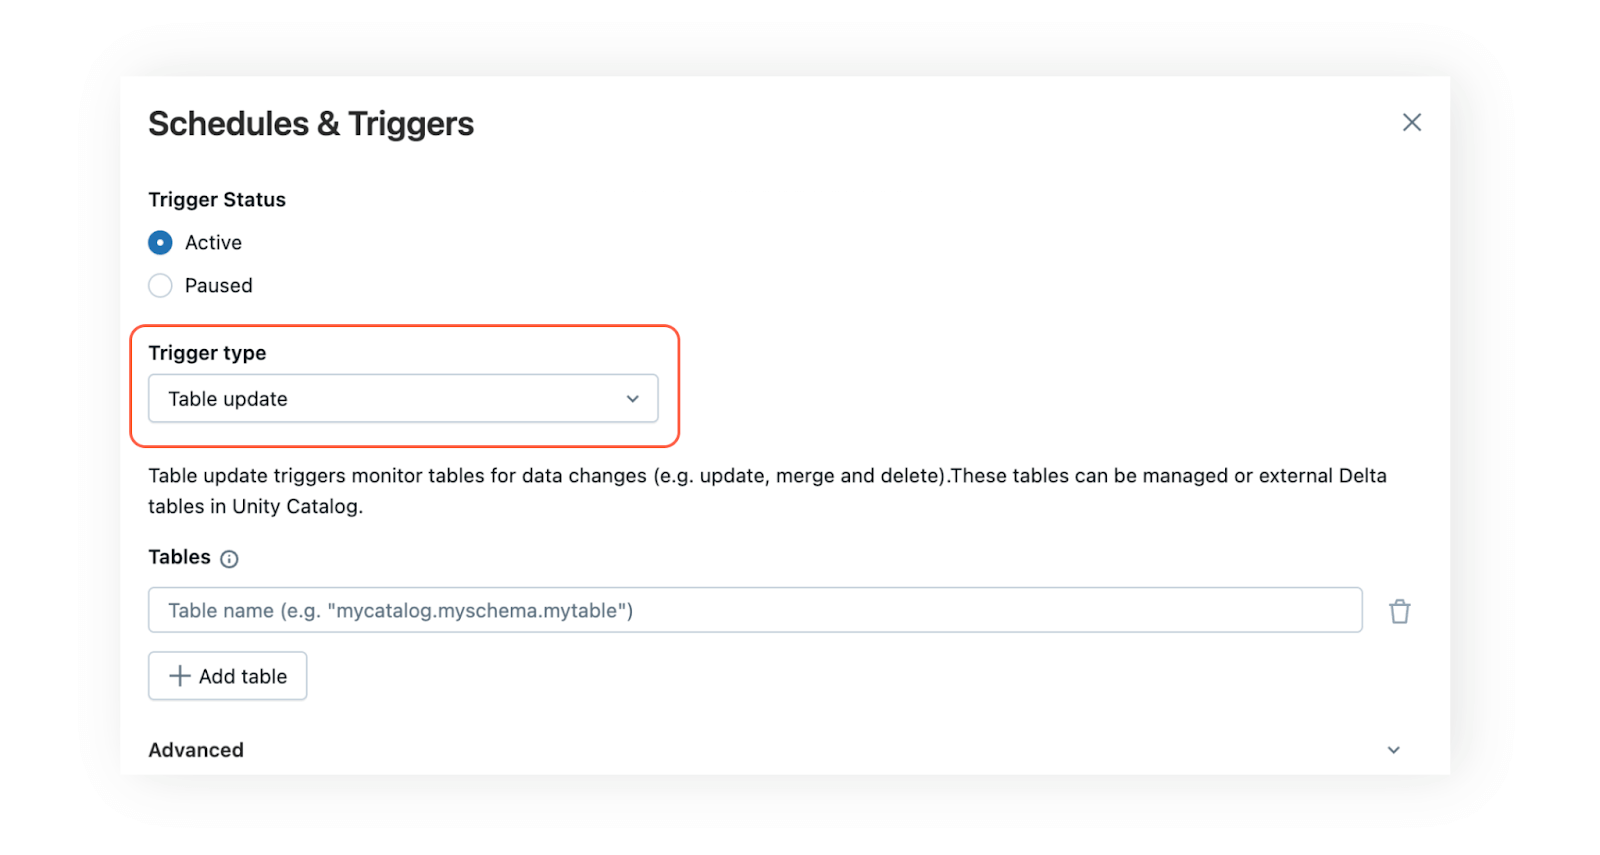 Schedules & Triggers
Trigger Status
Active
Paused
Trigger type
Table update
Table update triggers monitor tables for data changes (e.g. update, merge and delete).These tables can be managed or external Delta
tables in Unity Catalog.
Tables
Table name (e.g. "mycatalog.myschema.mytable")
Add table
Advanced